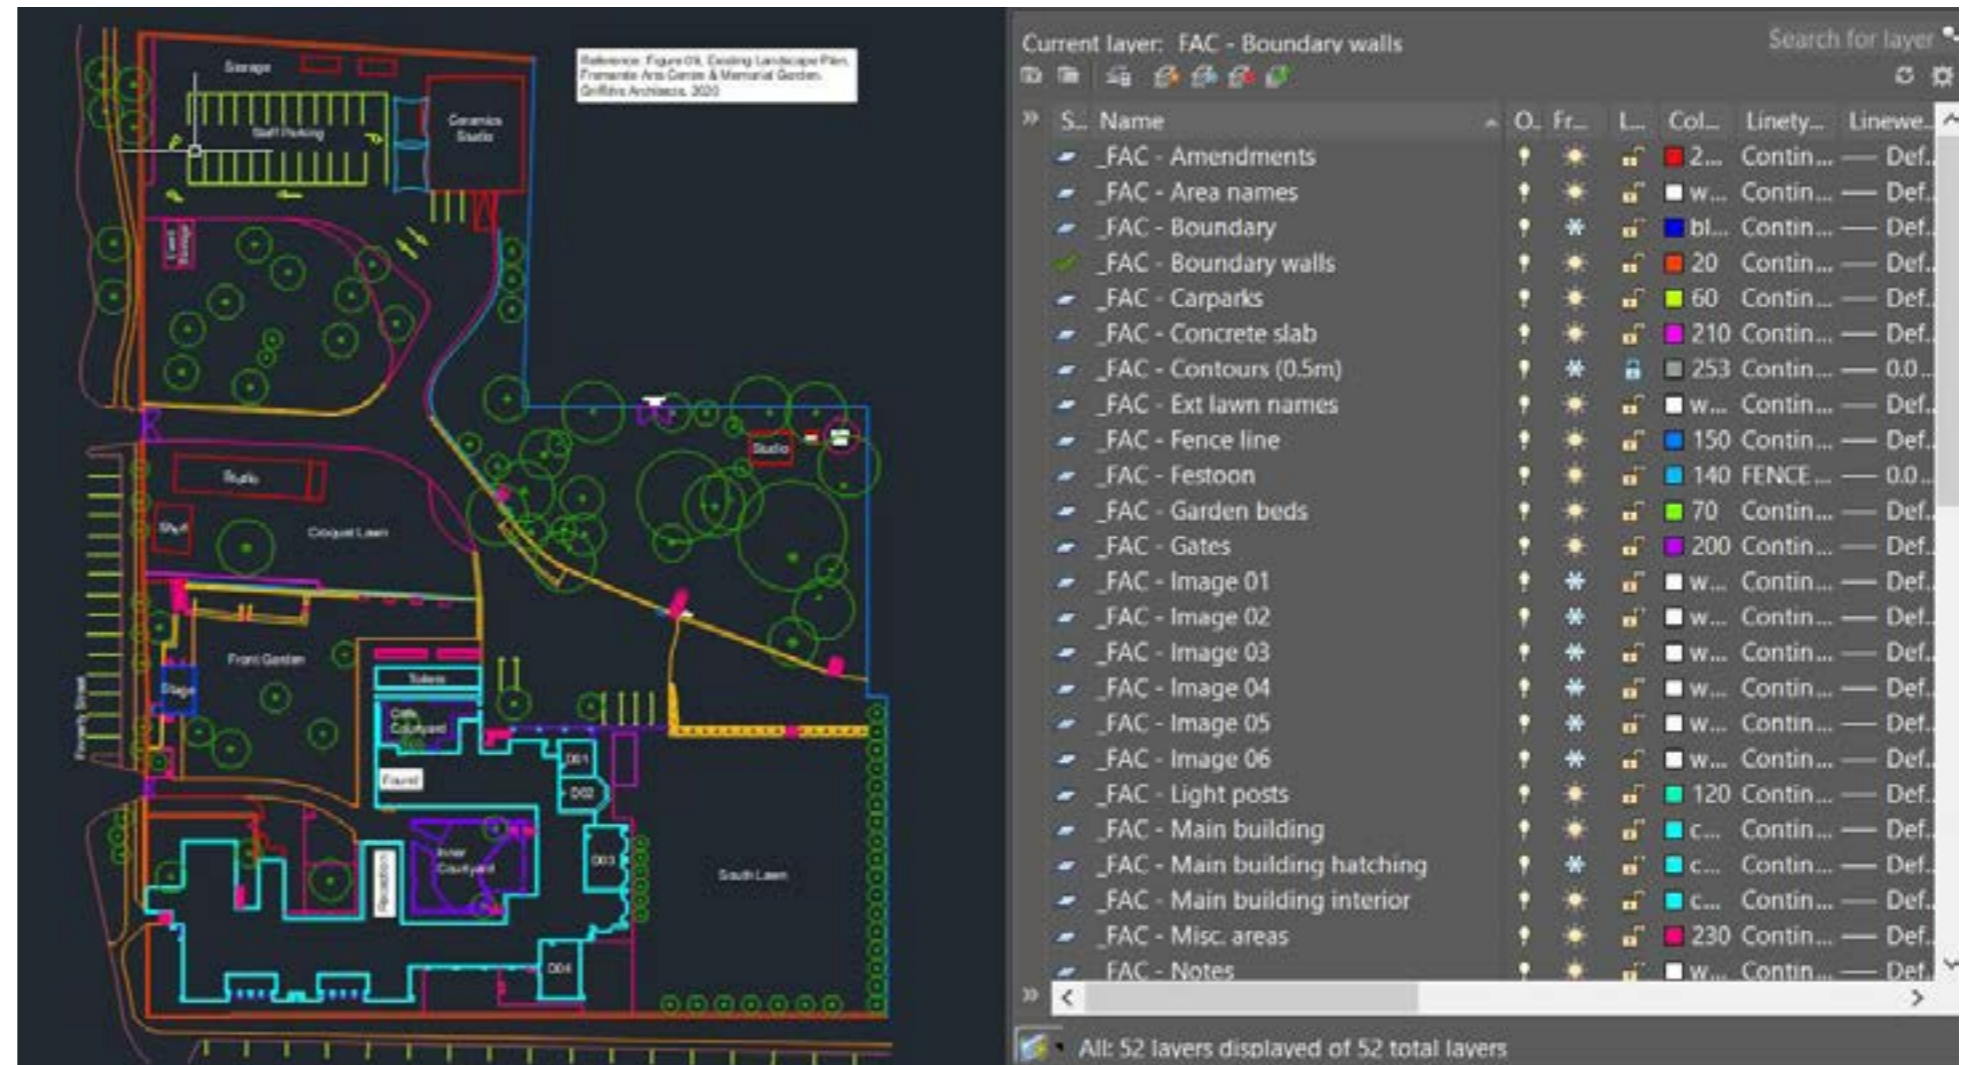 Reference: Figure 09, Existing Landscape Plan,
Fremantle Arts Centre & Memorial Garden.
Griffiths Architects, 2020
Storage
Staff Parking
Ceramics
Studio
Studio
Studio
Croquet Lawn
Front Garden
Stage
Toilets
Cafe
Courtyard
Found
D01
D02
D03
D04
Inner
Courtyard
Reception
South Lawn
Current layer: FAC - Boundary walls
Search for layer
S... Name O.. Fr... L... Col... Linety... Linewe..
_FAC - Amendments 2... Contin... Def..
_FAC - Area names w... Contin... Def..
_FAC - Boundary bl... Contin... Def..
_FAC - Boundary walls 20 Contin... Def..
_FAC - Carparks 60 Contin... Def..
_FAC - Concrete slab 210 Contin... Def..
_FAC - Contours (0.5m) 253 Contin... 0.0 ..
_FAC - Ext lawn names w... Contin... Def..
_FAC - Fence line 150 Contin... Def..
_FAC - Festoon 140 FENCE... 0.0 ..
_FAC - Garden beds 70 Contin... Def..
_FAC - Gates 200 Contin... Def..
_FAC - Image 01 w... Contin... Def..
_FAC - Image 02 w... Contin... Def..
_FAC - Image 03 w... Contin... Def..
_FAC - Image 04 w... Contin... Def..
_FAC - Image 05 w... Contin... Def..
_FAC - Image 06 w... Contin... Def..
_FAC - Light posts 120 Contin... Def..
_FAC - Main building c... Contin... Def..
_FAC - Main building hatching c... Contin... Def..
_FAC - Main building interior c... Contin... Def..
_FAC - Misc. areas 230 Contin... Def..
_FAC - Notes w... Contin... Def..
All: 52 layers displayed of 52 total layers